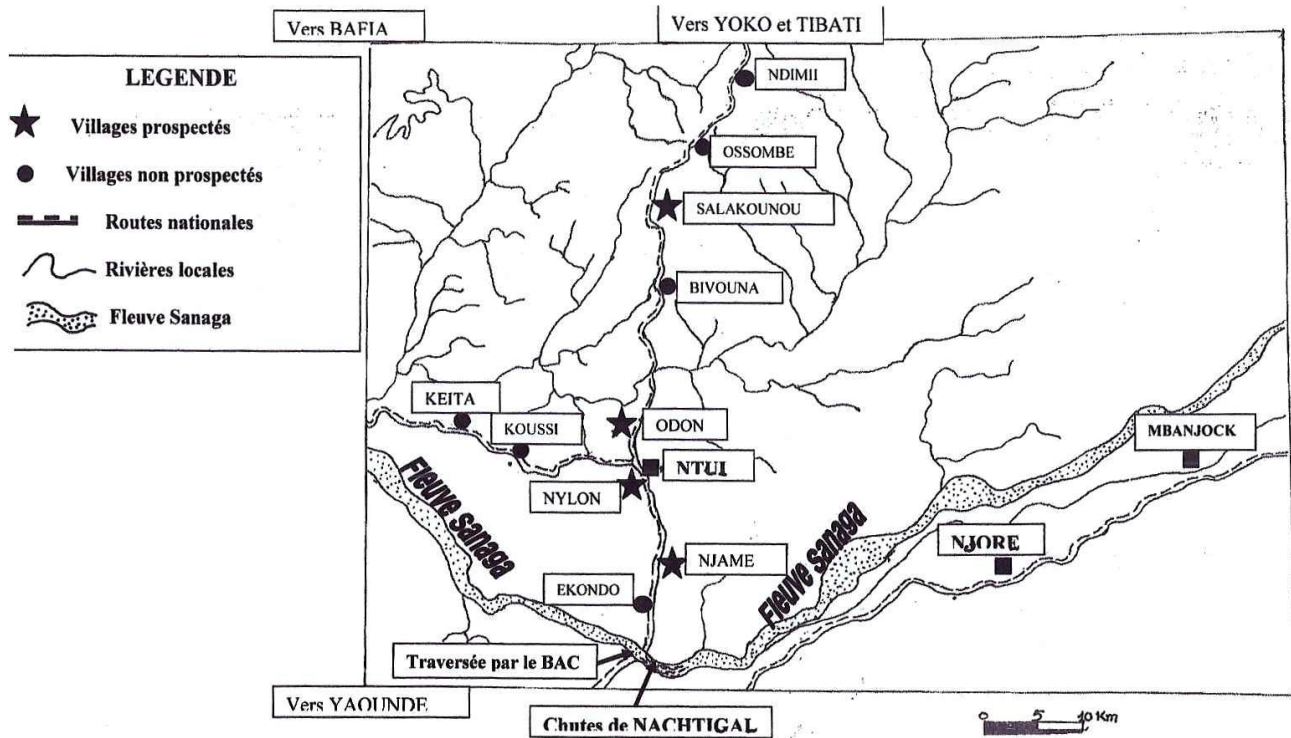 Vers BAFIA
Vers YOKO et TIBATI
LEGENDE
Villages prospectés
Villages non prospectés
Routes nationales
Rivières locales
Fleuve Sanaga
NDIMII
OSSOMBE
SALAKOUNOU
BIVOUNA
KEITA
KOUSSI
ODON
MBANJOCK
NTUI
NYLON
Fleuve Sanaga
Fleuve Sanaga
NJORE
NJAME
EKONDO
Traversée par le BAC
Vers YAOUNDE
Chutes de NACHTIGAL
0 5 10 Km